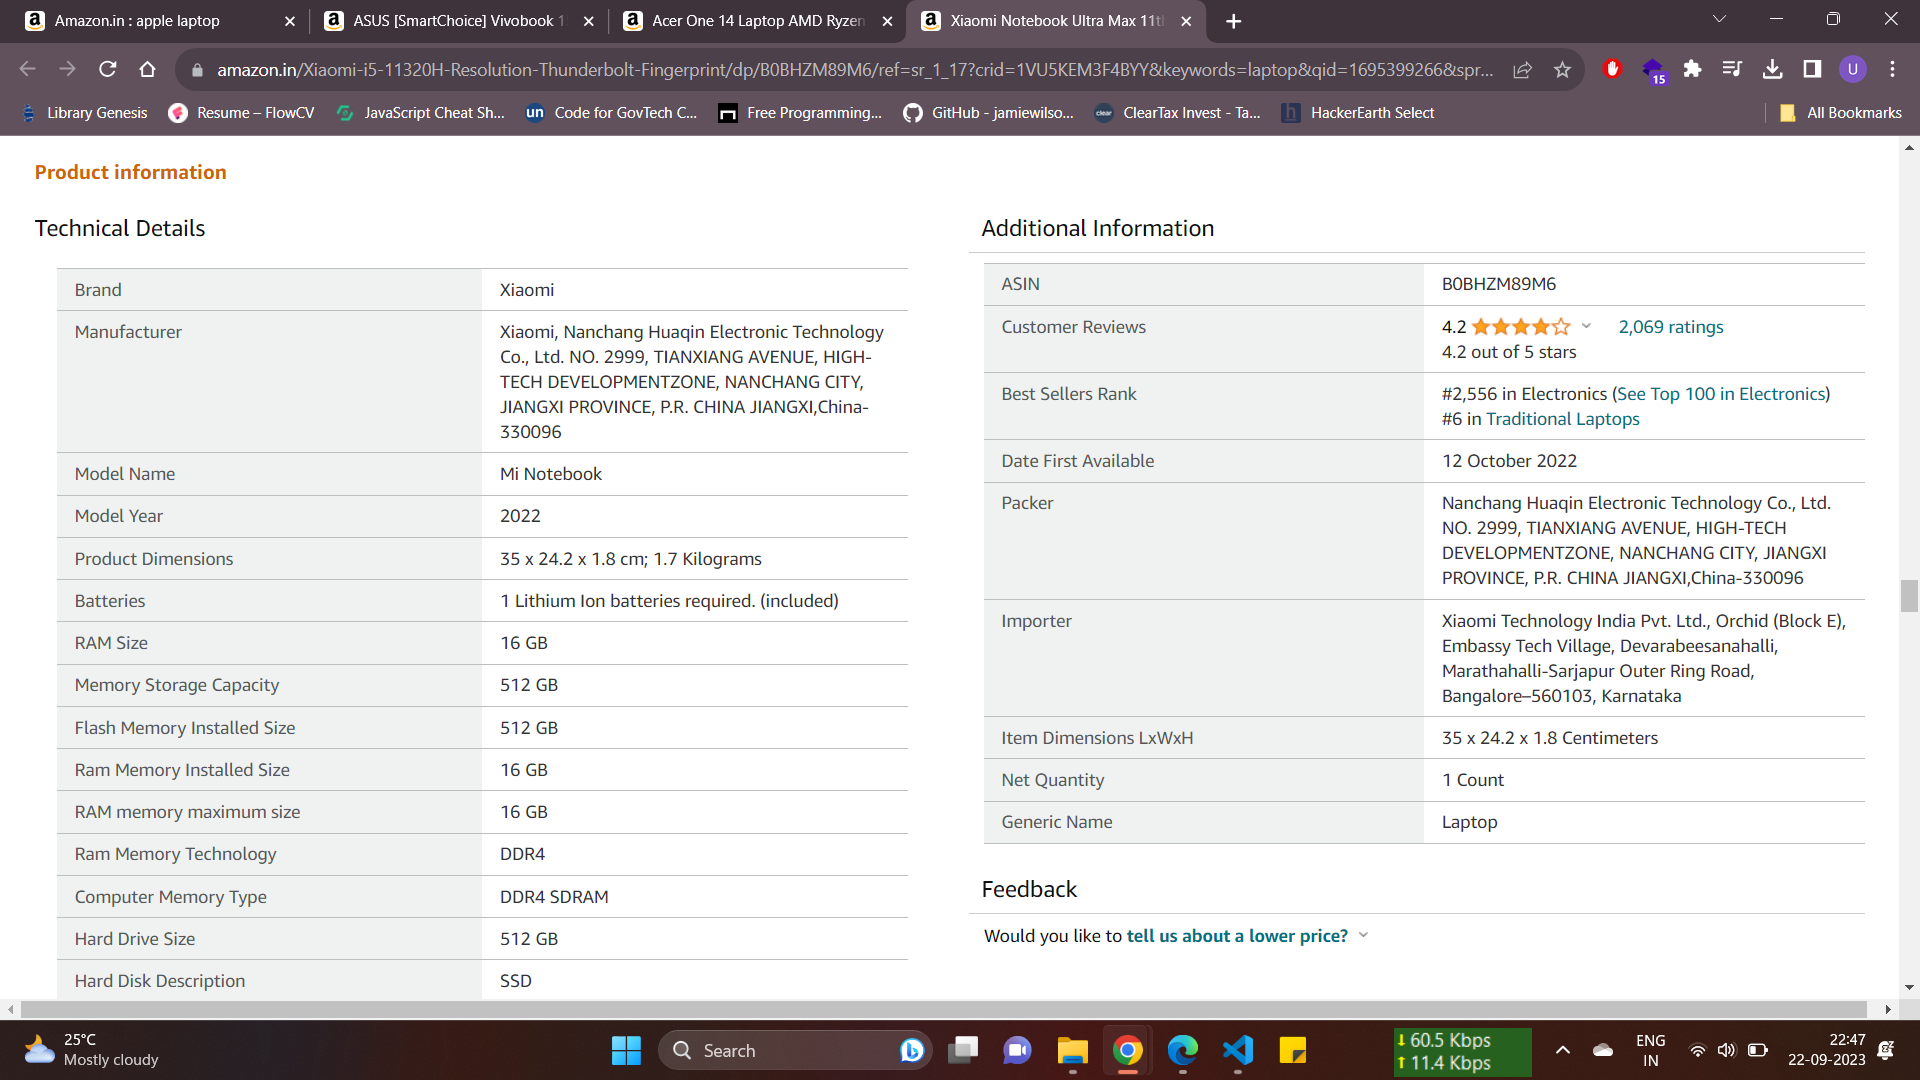 Amazon.in : apple laptop
ASUS [SmartChoice] Vivobook 1
Acer One 14 Laptop AMD Ryzen
Xiaomi Notebook Ultra Max 11th
amazon.in/Xiaomi-i5-11320H-Resolution-Thunderbolt-Fingerprint/dp/B0BHZM89M6/ref=sr_1_17?crid=1VU5KEM3F4BYY&keywords=laptop&qid=1695399266&spr...
15
U
Library Genesis
Resume – FlowCV
JavaScript Cheat Sh...
un
Code for GovTech C...
Free Programming...
GitHub - jamiewilso...
clear
ClearTax Invest - Ta...
h
HackerEarth Select
All Bookmarks
Product information
Technical Details
Brand
Xiaomi
Manufacturer
Xiaomi, Nanchang Huaqin Electronic Technology
Co., Ltd. NO. 2999, TIANXIANG AVENUE, HIGH-
TECH DEVELOPMENTZONE, NANCHANG CITY,
JIANGXI PROVINCE, P.R. CHINA JIANGXI,China-
330096
Model Name
Mi Notebook
Model Year
2022
Product Dimensions
35 x 24.2 x 1.8 cm; 1.7 Kilograms
Batteries
1 Lithium Ion batteries required. (included)
RAM Size
16 GB
Memory Storage Capacity
512 GB
Flash Memory Installed Size
512 GB
Ram Memory Installed Size
16 GB
RAM memory maximum size
16 GB
Ram Memory Technology
DDR4
Computer Memory Type
DDR4 SDRAM
Hard Drive Size
512 GB
Hard Disk Description
SSD
Additional Information
ASIN
B0BHZM89M6
Customer Reviews
4.2
2,069 ratings
4.2 out of 5 stars
Best Sellers Rank
#2,556 in Electronics (See Top 100 in Electronics)
#6 in Traditional Laptops
Date First Available
12 October 2022
Packer
Nanchang Huaqin Electronic Technology Co., Ltd.
NO. 2999, TIANXIANG AVENUE, HIGH-TECH
DEVELOPMENTZONE, NANCHANG CITY, JIANGXI
PROVINCE, P.R. CHINA JIANGXI,China-330096
Importer
Xiaomi Technology India Pvt. Ltd., Orchid (Block E),
Embassy Tech Village, Devarabeesanahalli,
Marathahalli-Sarjapur Outer Ring Road,
Bangalore–560103, Karnataka
Item Dimensions LxWxH
35 x 24.2 x 1.8 Centimeters
Net Quantity
1 Count
Generic Name
Laptop
Feedback
Would you like to tell us about a lower price?
25°C
Mostly cloudy
Search
60.5 Kbps
11.4 Kbps
ENG
IN
22:47
22-09-2023